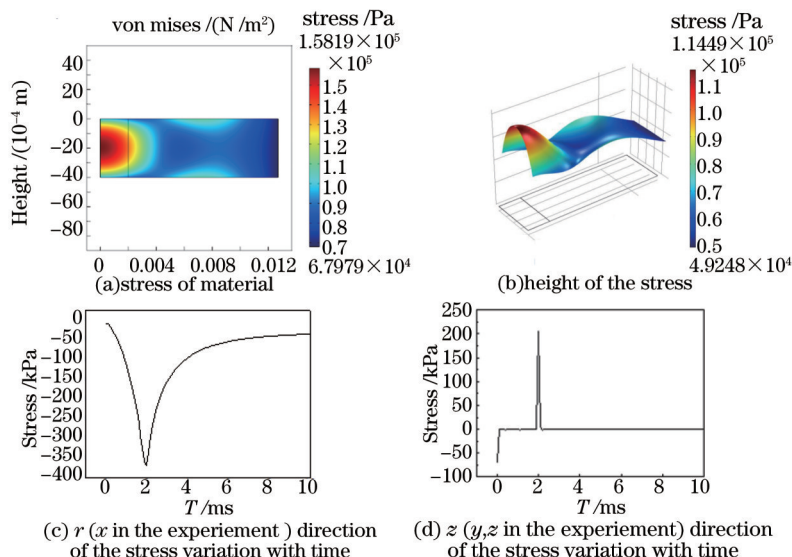 von mises /(N /m²)
stress /Pa
1.5819×10⁵
×10⁵
Height /(10⁻⁴ m)
40
20
0
−20
−40
−60
−80
1.5
1.4
1.3
1.2
1.1
1.0
0.9
0.8
0.7
6.7979×10⁴
0 0.004 0.008 0.012
(a)stress of material
stress /Pa
1.1449×10⁵
×10⁵
1.1
1.0
0.9
0.8
0.7
0.6
0.5
4.9248×10⁴
(b)height of the stress
Stress /kPa
0
−50
−100
−150
−200
−250
−300
−350
−400
0 2 4 6 8 10
T /ms
(c) r (x in the experiement ) direction
of the stress variation with time
Stress /kPa
250
200
150
100
50
0
−50
−100
0 2 4 6 8 10
T /ms
(d) z (y,z in the experiement) direction
of the stress variation with time